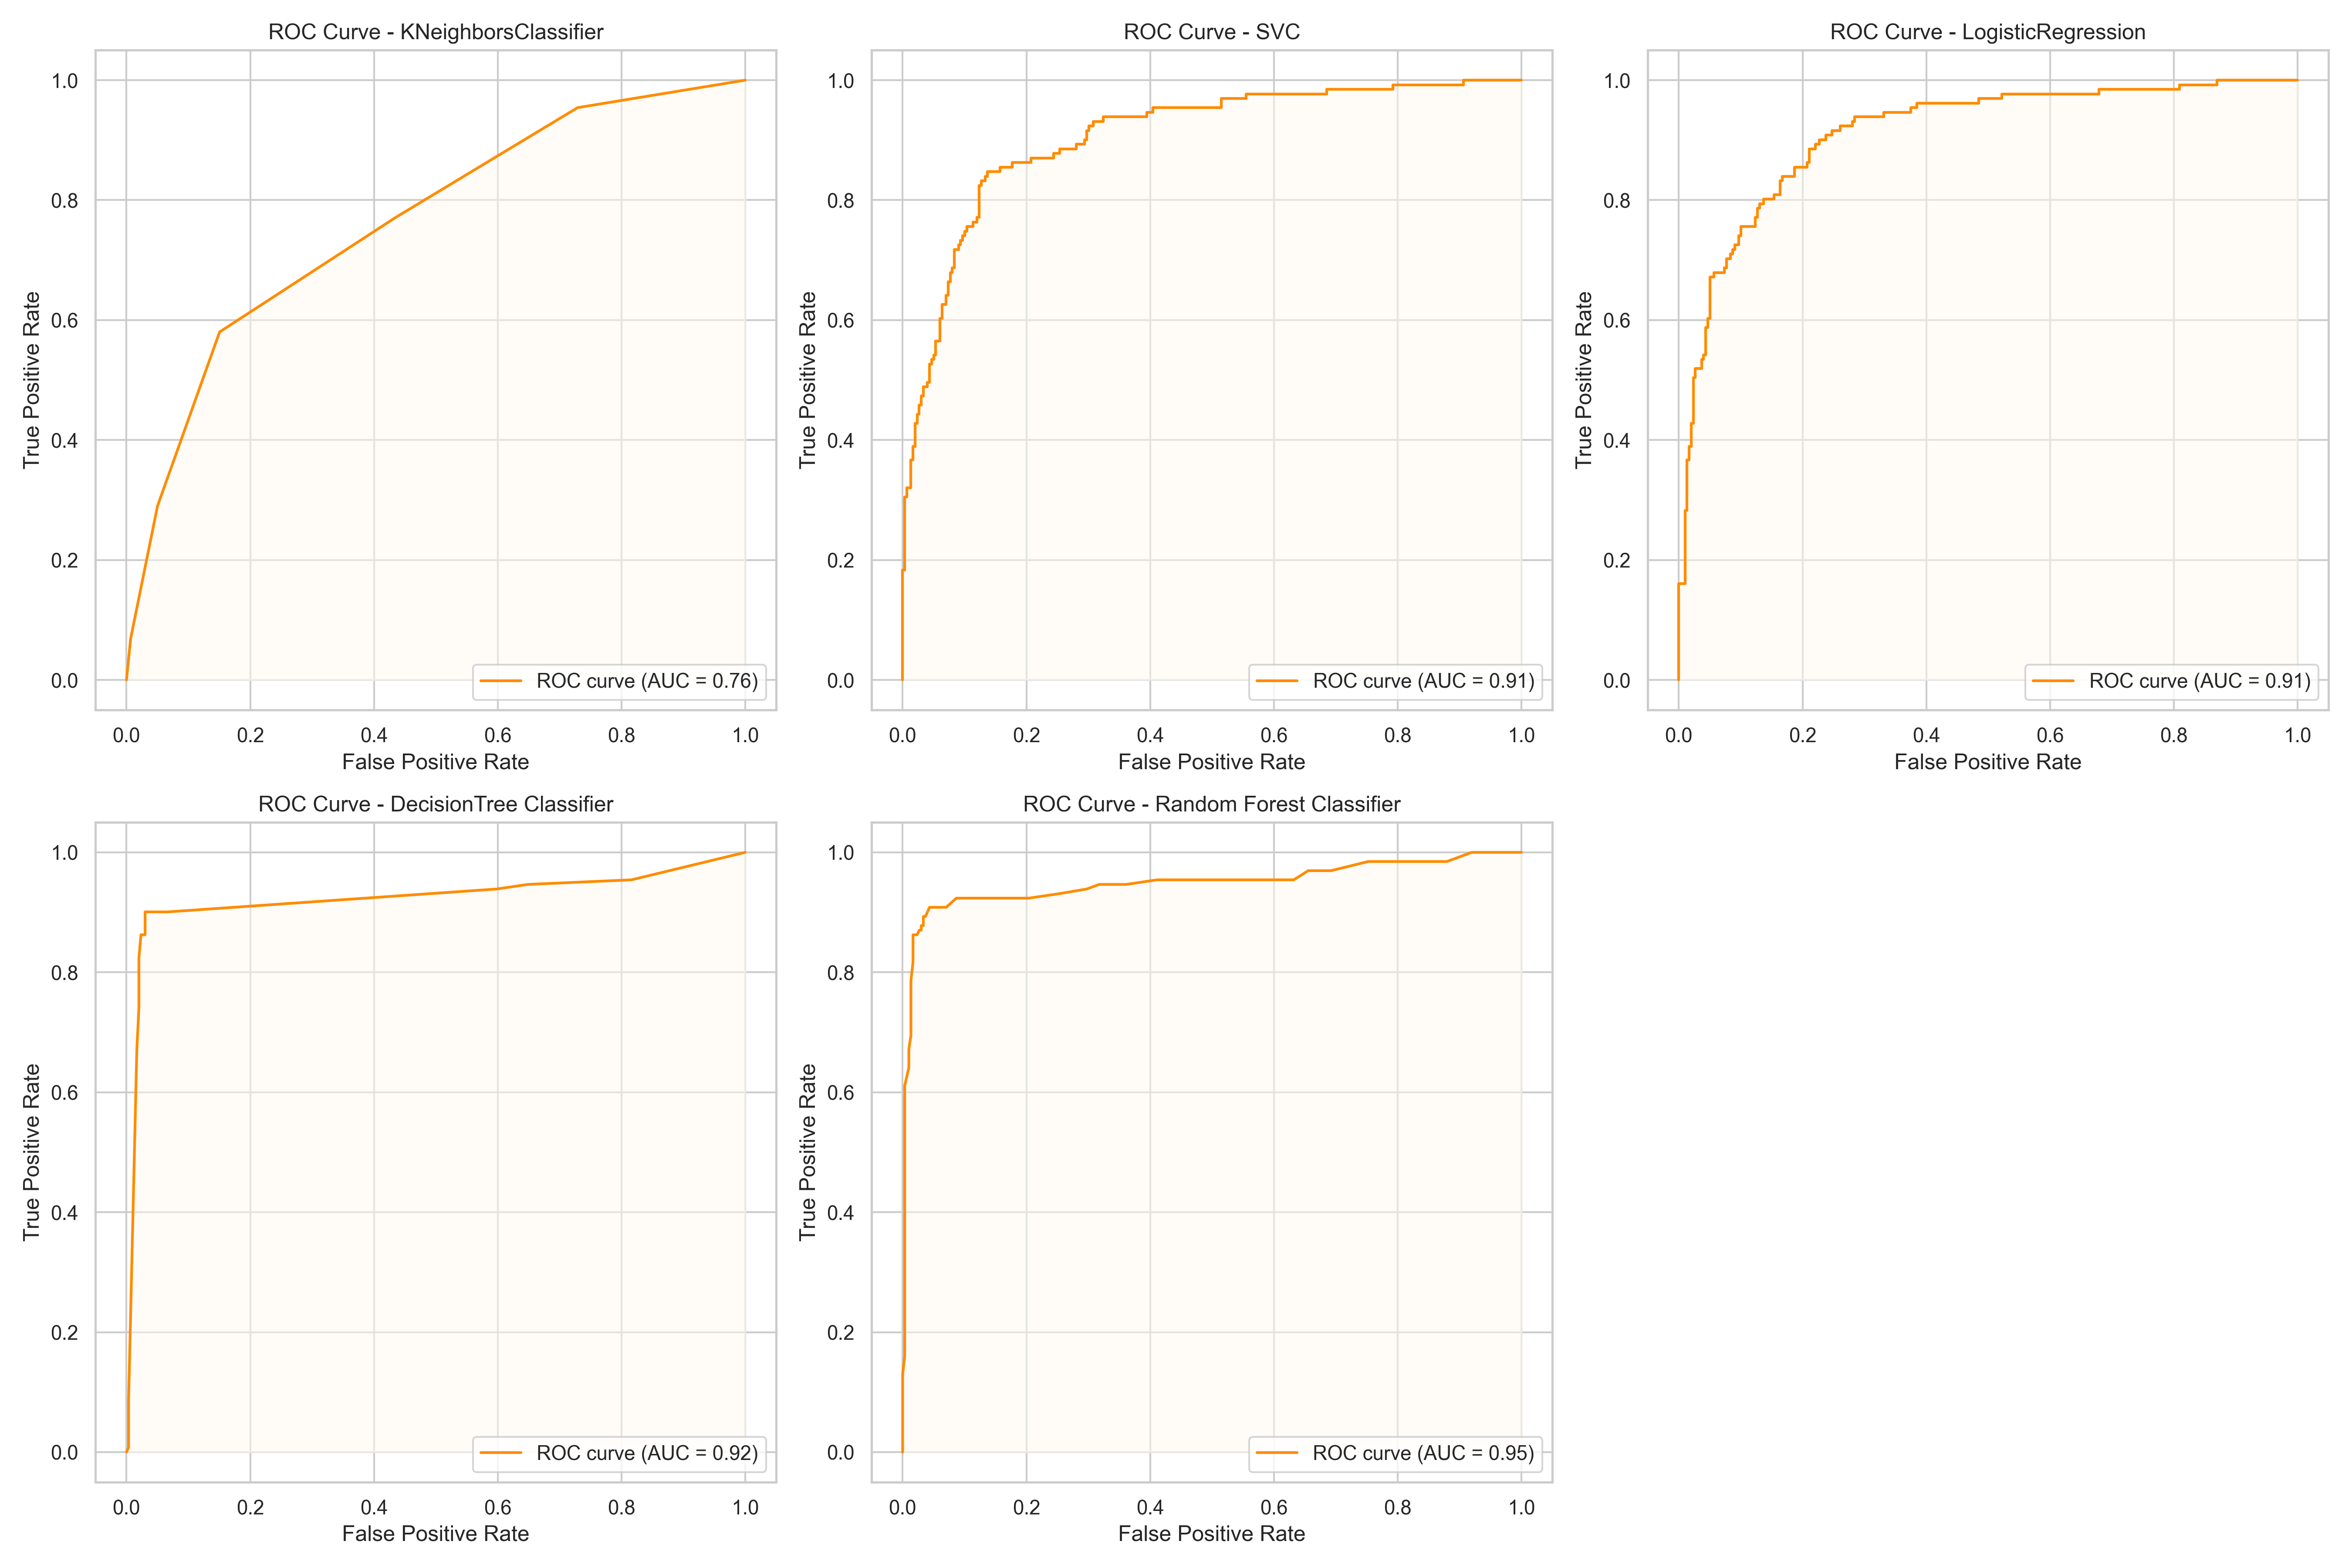 ROC Curve - KNeighborsClassifier
True Positive Rate
1.0
0.8
0.6
0.4
0.2
0.0
ROC curve (AUC = 0.76)
0.0 0.2 0.4 0.6 0.8 1.0
False Positive Rate
ROC Curve - SVC
True Positive Rate
1.0
0.8
0.6
0.4
0.2
0.0
ROC curve (AUC = 0.91)
0.0 0.2 0.4 0.6 0.8 1.0
False Positive Rate
ROC Curve - LogisticRegression
True Positive Rate
1.0
0.8
0.6
0.4
0.2
0.0
ROC curve (AUC = 0.91)
0.0 0.2 0.4 0.6 0.8 1.0
False Positive Rate
ROC Curve - DecisionTree Classifier
True Positive Rate
1.0
0.8
0.6
0.4
0.2
0.0
ROC curve (AUC = 0.92)
0.0 0.2 0.4 0.6 0.8 1.0
False Positive Rate
ROC Curve - Random Forest Classifier
True Positive Rate
1.0
0.8
0.6
0.4
0.2
0.0
ROC curve (AUC = 0.95)
0.0 0.2 0.4 0.6 0.8 1.0
False Positive Rate